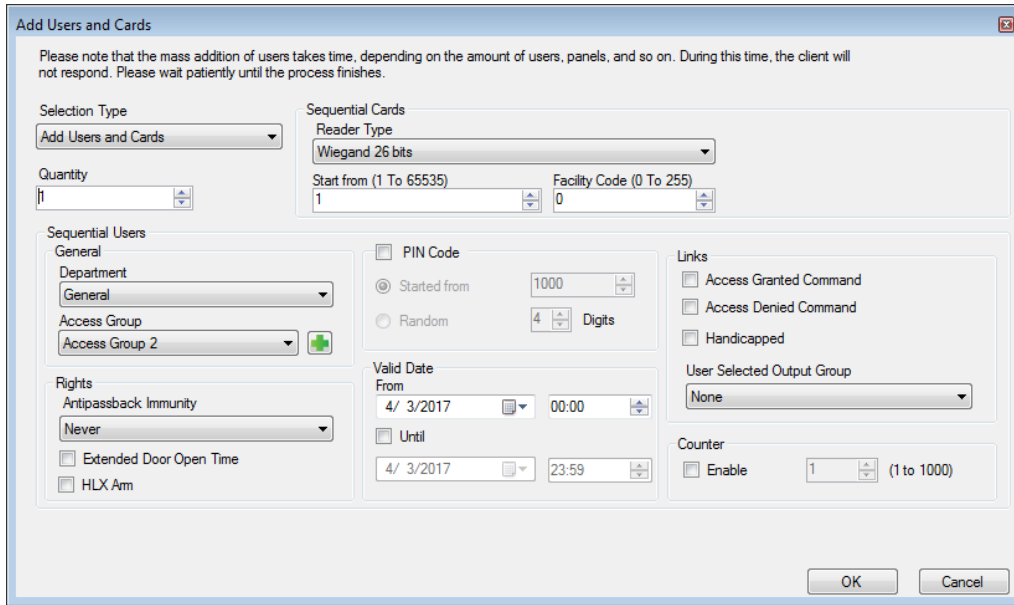 Add Users and Cards
Please note that the mass addition of users takes time, depending on the amount of users, panels, and so on. During this time, the client will
not respond. Please wait patiently until the process finishes.
Selection Type
Add Users and Cards
Quantity
1
Sequential Cards
Reader Type
Wiegand 26 bits
Start from (1 To 65535)
1
Facility Code (0 To 255)
0
Sequential Users
General
Department
General
Access Group
Access Group 2
Rights
Antipassback Immunity
Never
Extended Door Open Time
HLX Arm
PIN Code
Started from
1000
Random
4
Digits
Valid Date
From
4/ 3/2017
00:00
Until
4/ 3/2017
23:59
Links
Access Granted Command
Access Denied Command
Handicapped
User Selected Output Group
None
Counter
Enable
1
(1 to 1000)
OK
Cancel